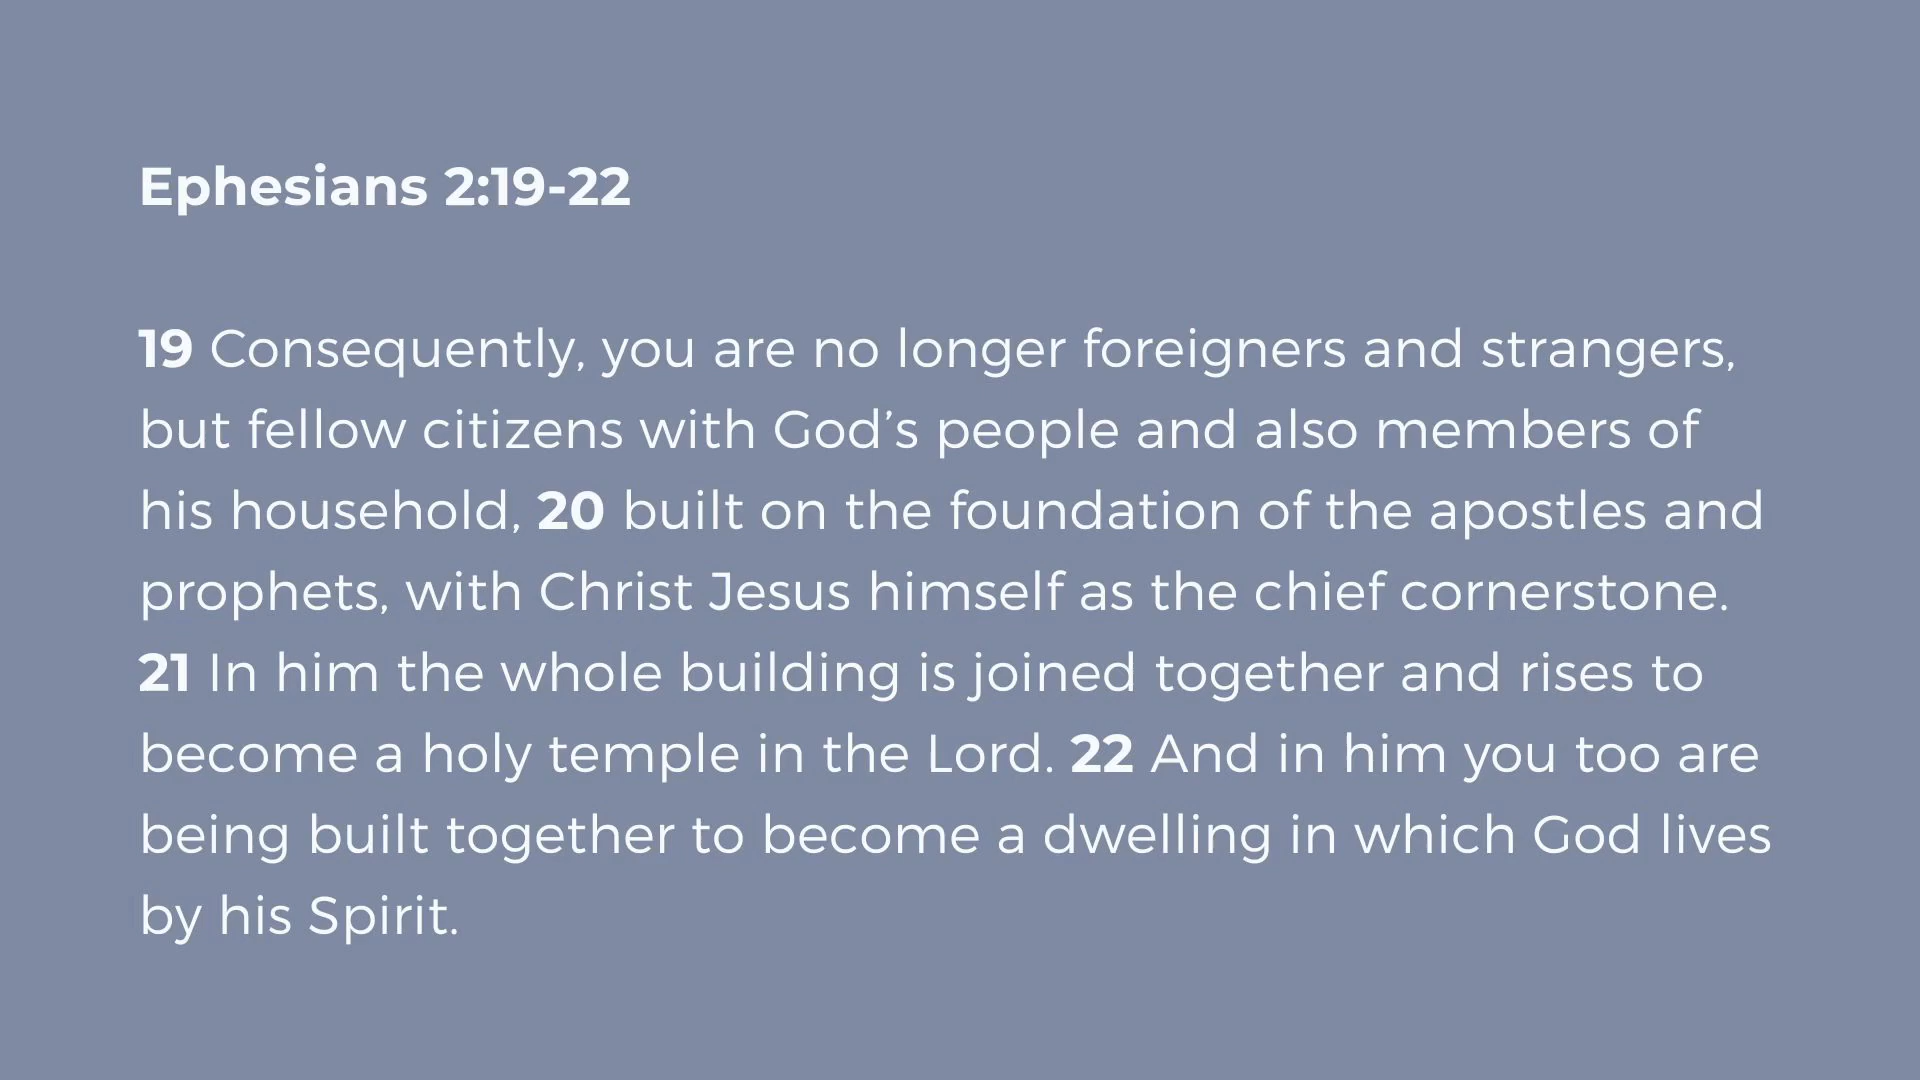 Ephesians 2:19-22
19 Consequently, you are no longer foreigners and strangers,
but fellow citizens with God’s people and also members of
his household, 20 built on the foundation of the apostles and
prophets, with Christ Jesus himself as the chief cornerstone.
21 In him the whole building is joined together and rises to
become a holy temple in the Lord. 22 And in him you too are
being built together to become a dwelling in which God lives
by his Spirit.